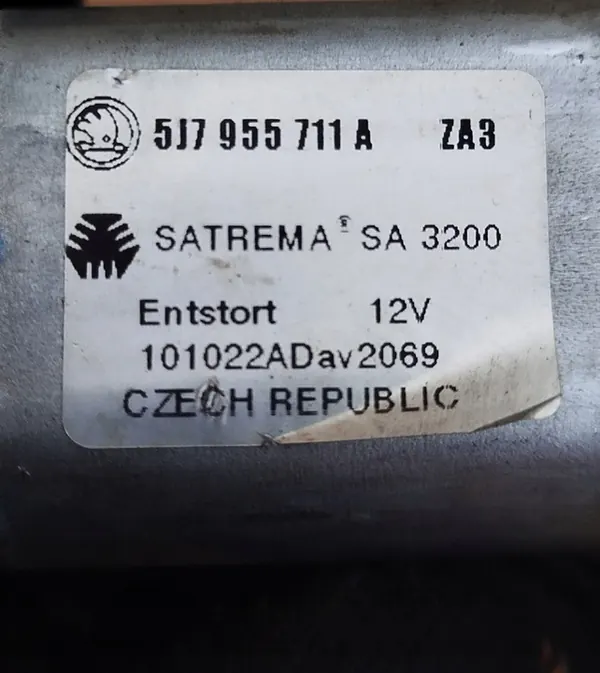 5J7 955 711 A ZA3
SATREMA® SA 3200
Entstort 12V
101022ADav2069
CZECH REPUBLIC